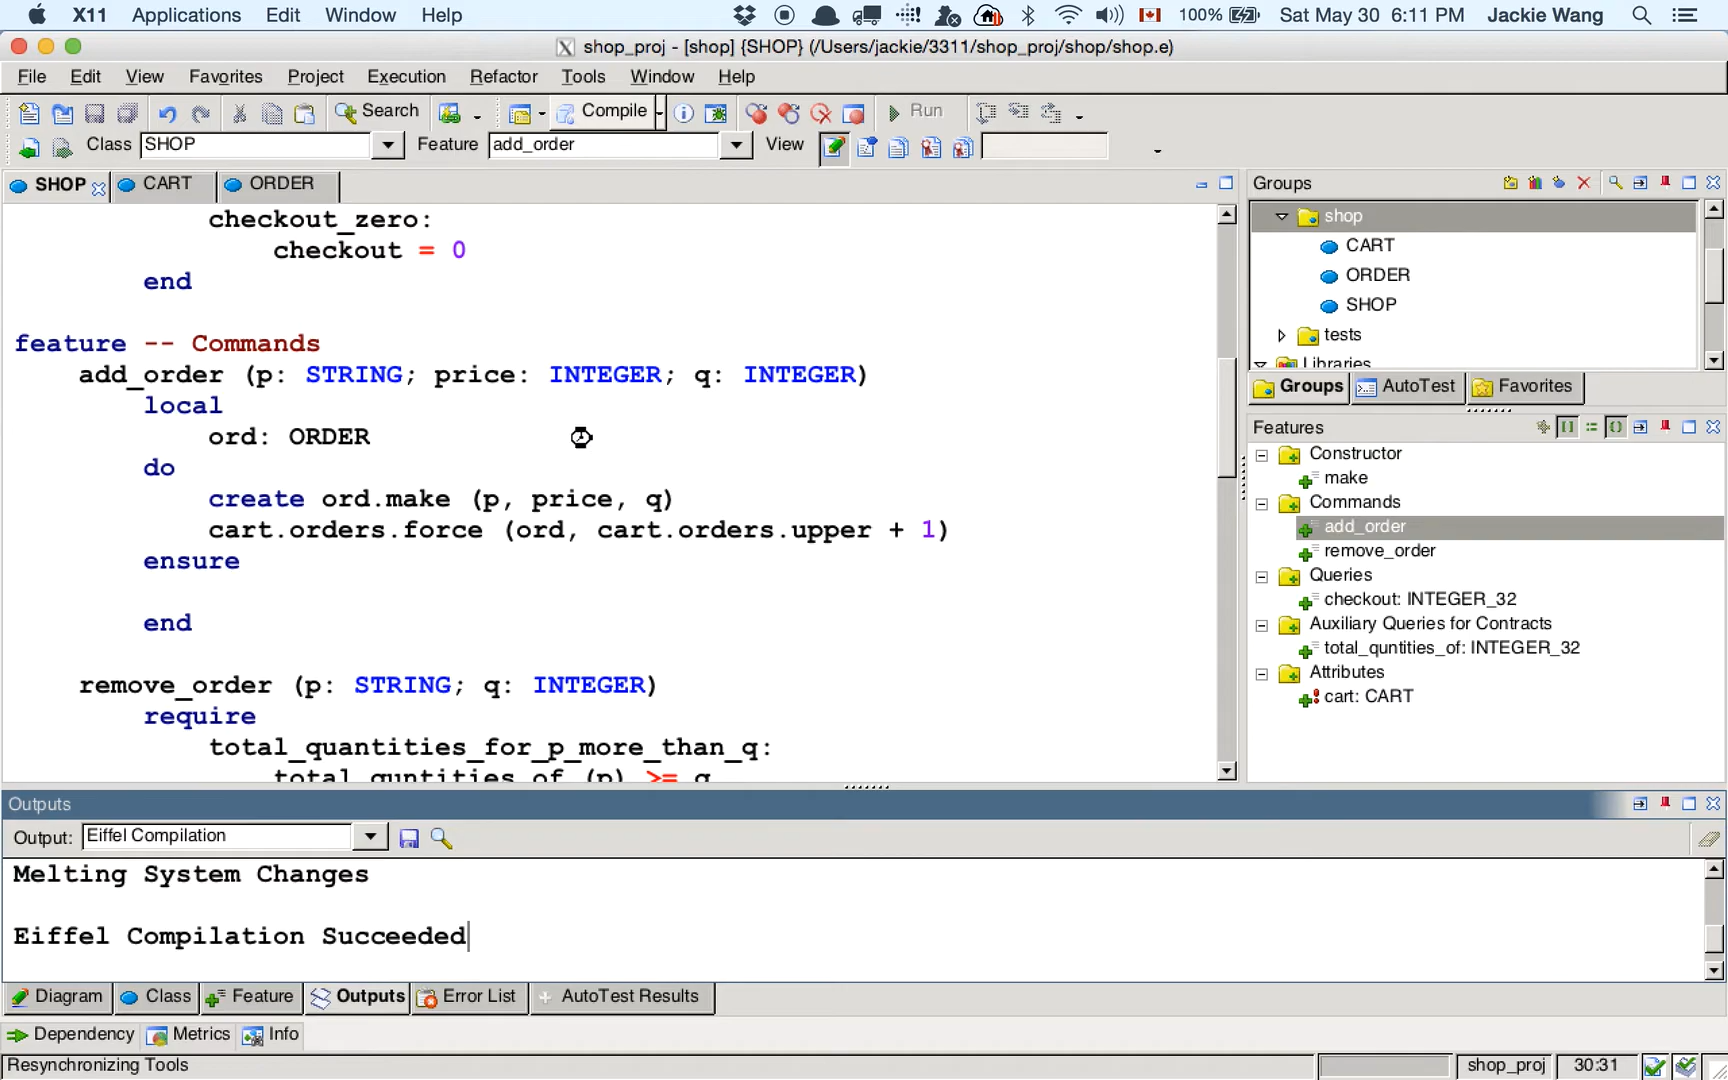 X11 Applications Edit Window Help 100% Sat May 30 6:11 PM Jackie Wang
shop_proj - [shop] {SHOP} (/Users/jackie/3311/shop_proj/shop/shop.e)
File Edit View Favorites Project Execution Refactor Tools Window Help
Search Compile Run
Class SHOP Feature add_order View
SHOP CART ORDER
checkout_zero:
checkout = 0
end
feature -- Commands
add_order (p: STRING; price: INTEGER; q: INTEGER)
local
ord: ORDER
do
create ord.make (p, price, q)
cart.orders.force (ord, cart.orders.upper + 1)
ensure
end
remove_order (p: STRING; q: INTEGER)
require
total_quantities_for_p_more_than_q:
total_quntities_of (p) >= q
Groups
shop
CART
ORDER
SHOP
tests
Libraries
Groups AutoTest Favorites
Features
Constructor
make
Commands
add_order
remove_order
Queries
checkout: INTEGER_32
Auxiliary Queries for Contracts
total_quntities_of: INTEGER_32
Attributes
cart: CART
Outputs
Output: Eiffel Compilation
Melting System Changes
Eiffel Compilation Succeeded
Diagram Class Feature Outputs Error List AutoTest Results
Dependency Metrics Info
Resynchronizing Tools shop_proj 30:31